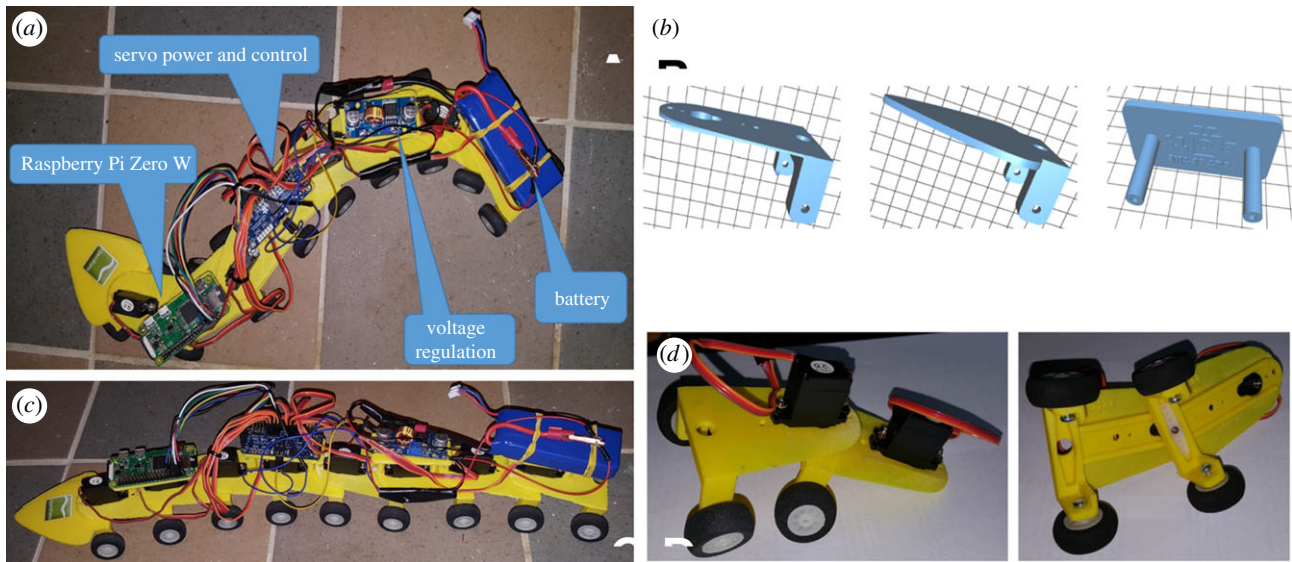 (a)
servo power and control
Raspberry Pi Zero W
battery
voltage
regulation
(b)
(c)
(d)